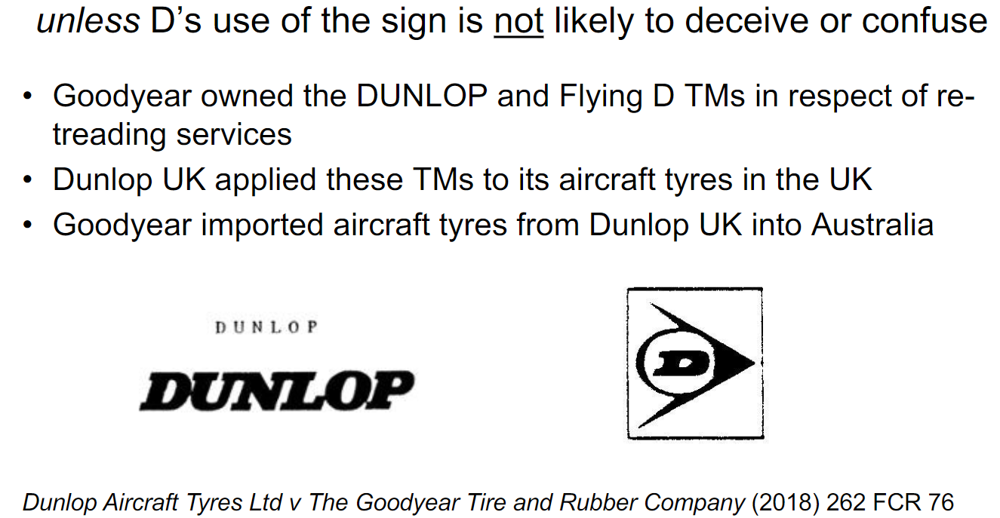 unless D’s use of the sign is not likely to deceive or confuse
• Goodyear owned the DUNLOP and Flying D TMs in respect of re-
treading services
• Dunlop UK applied these TMs to its aircraft tyres in the UK
• Goodyear imported aircraft tyres from Dunlop UK into Australia
DUNLOP
DUNLOP
D
Dunlop Aircraft Tyres Ltd v The Goodyear Tire and Rubber Company (2018) 262 FCR 76